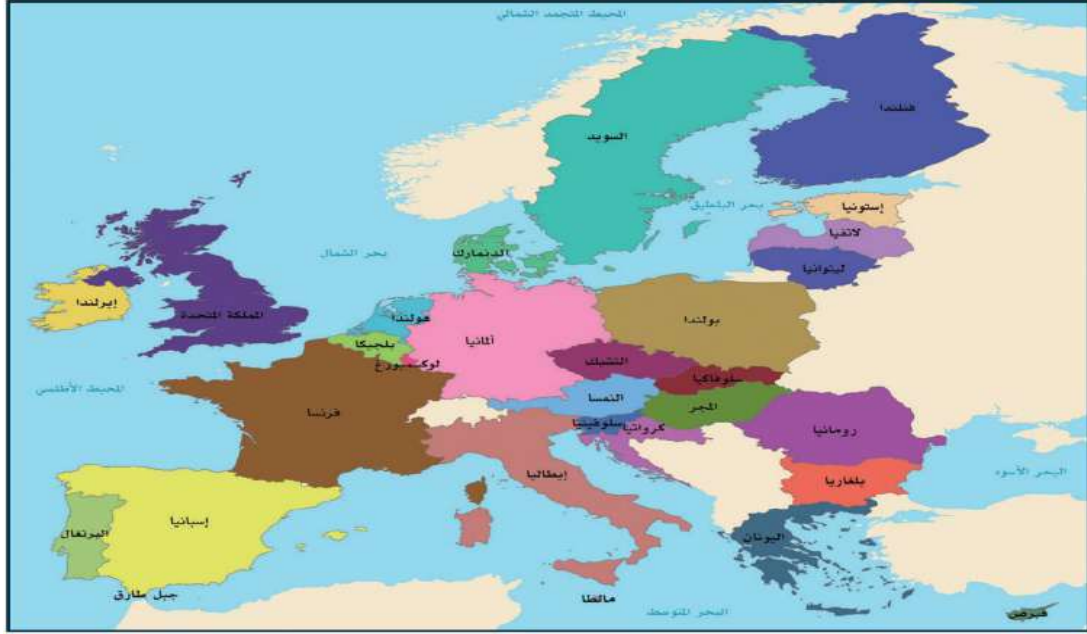 المحيط المتجمد الشمالي
فنلندا
السويد
بحر البلطيق
إستونيا
لاتفيا
ليتوانيا
بحر الشمال
الدنمارك
إيرلندا
المملكة المتحدة
هولندا
بلجيكا
لوكسمبورغ
ألمانيا
بولندا
التشيك
سلوفاكيا
المحيط الأطلسي
فرنسا
النمسا
المجر
سلوفينيا
كرواتيا
رومانيا
إيطاليا
بلغاريا
البحر الأسود
إسبانيا
البرتغال
اليونان
جبل طارق
مالطا
البحر المتوسط
قبرص